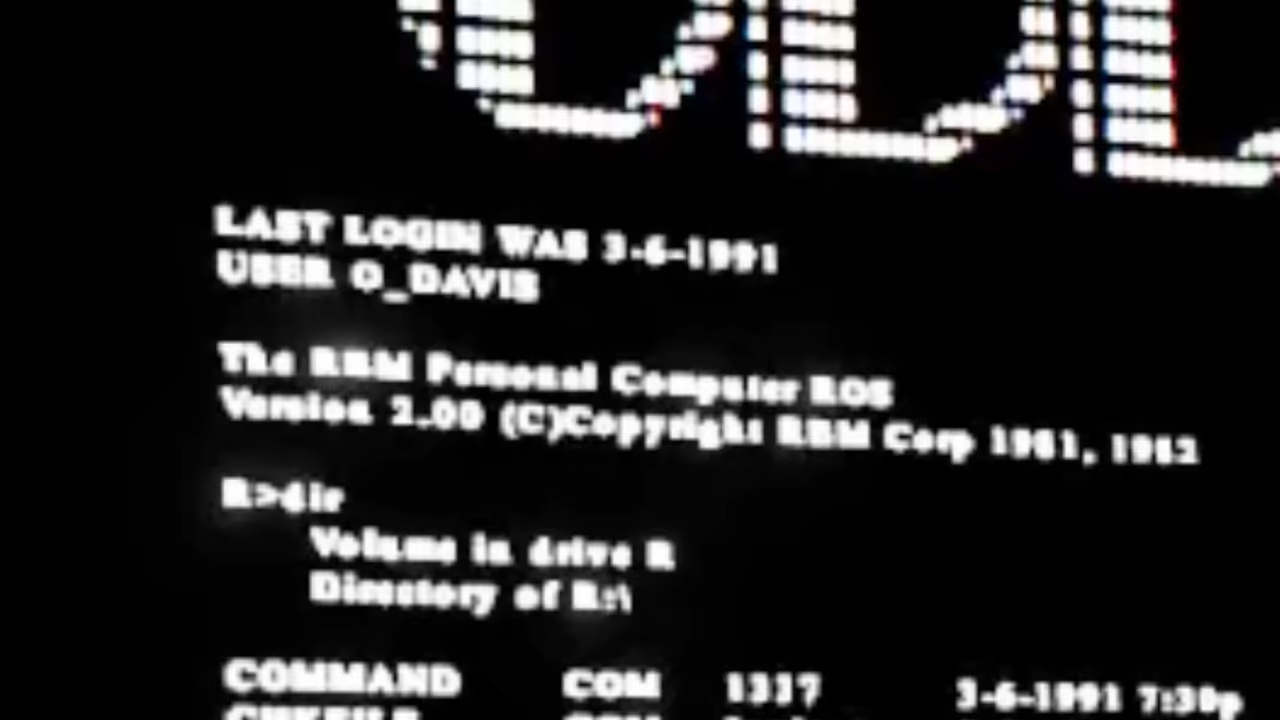 LAST LOGIN WAS 3-6-1991
USER O_DAVIS
The RBM Personal Computer ROS
Version 2.00 (C)Copyright RBM Corp 1981, 1982
R>dir
Volume in drive R
Directory of R:\
COMMAND COM 1337 3-6-1991 7:30p